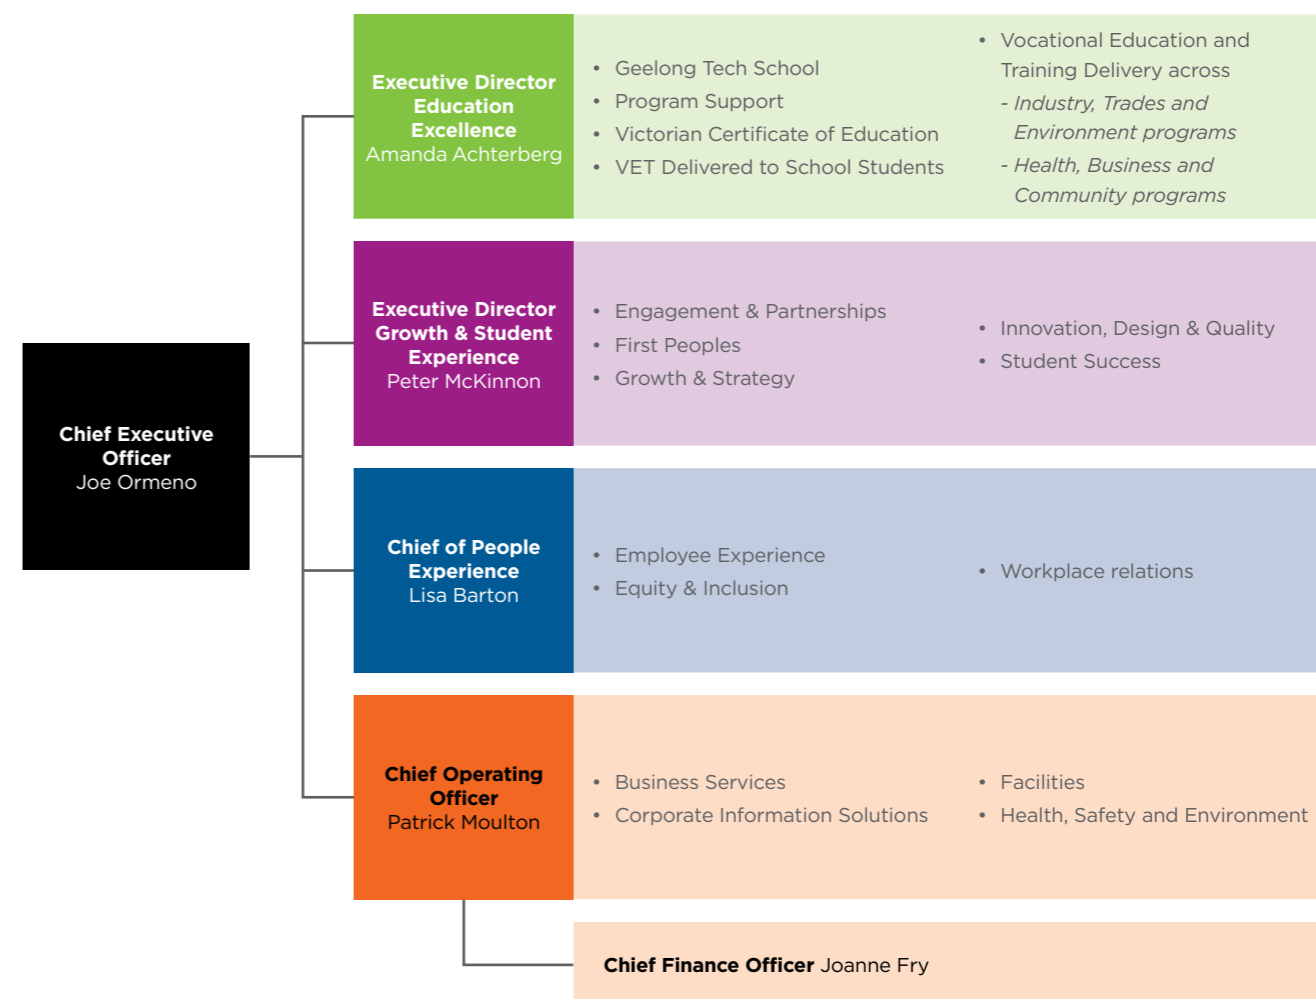 Executive Director
Education
Excellence
Amanda Achterberg
• Geelong Tech School
• Program Support
• Victorian Certificate of Education
• VET Delivered to School Students
• Vocational Education and
Training Delivery across
- Industry, Trades and
Environment programs
- Health, Business and
Community programs
Executive Director
Growth & Student
Experience
Peter McKinnon
• Engagement & Partnerships
• First Peoples
• Growth & Strategy
• Innovation, Design & Quality
• Student Success
Chief Executive
Officer
Joe Ormeno
Chief of People
Experience
Lisa Barton
• Employee Experience
• Equity & Inclusion
• Workplace relations
Chief Operating
Officer
Patrick Moulton
• Business Services
• Corporate Information Solutions
• Facilities
• Health, Safety and Environment
Chief Finance Officer Joanne Fry